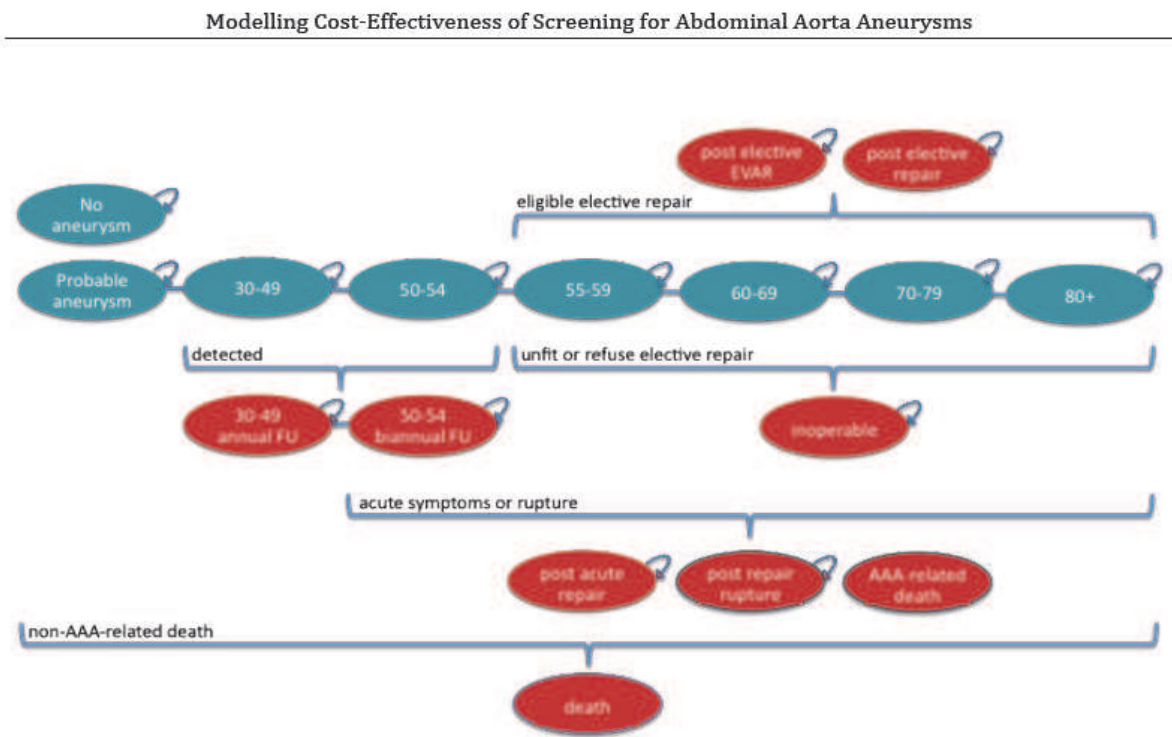 Modelling Cost-Effectiveness of Screening for Abdominal Aorta Aneurysms
post elective
EVAR
post elective
repair
eligible elective repair
No
aneurysm
Probable
aneurysm
30-49
50-54
55-59
60-69
70-79
80+
detected
unfit or refuse elective repair
30-49
annual FU
50-54
biannual FU
inoperable
acute symptoms or rupture
post acute
repair
post repair
rupture
AAA-related
death
non-AAA-related death
death